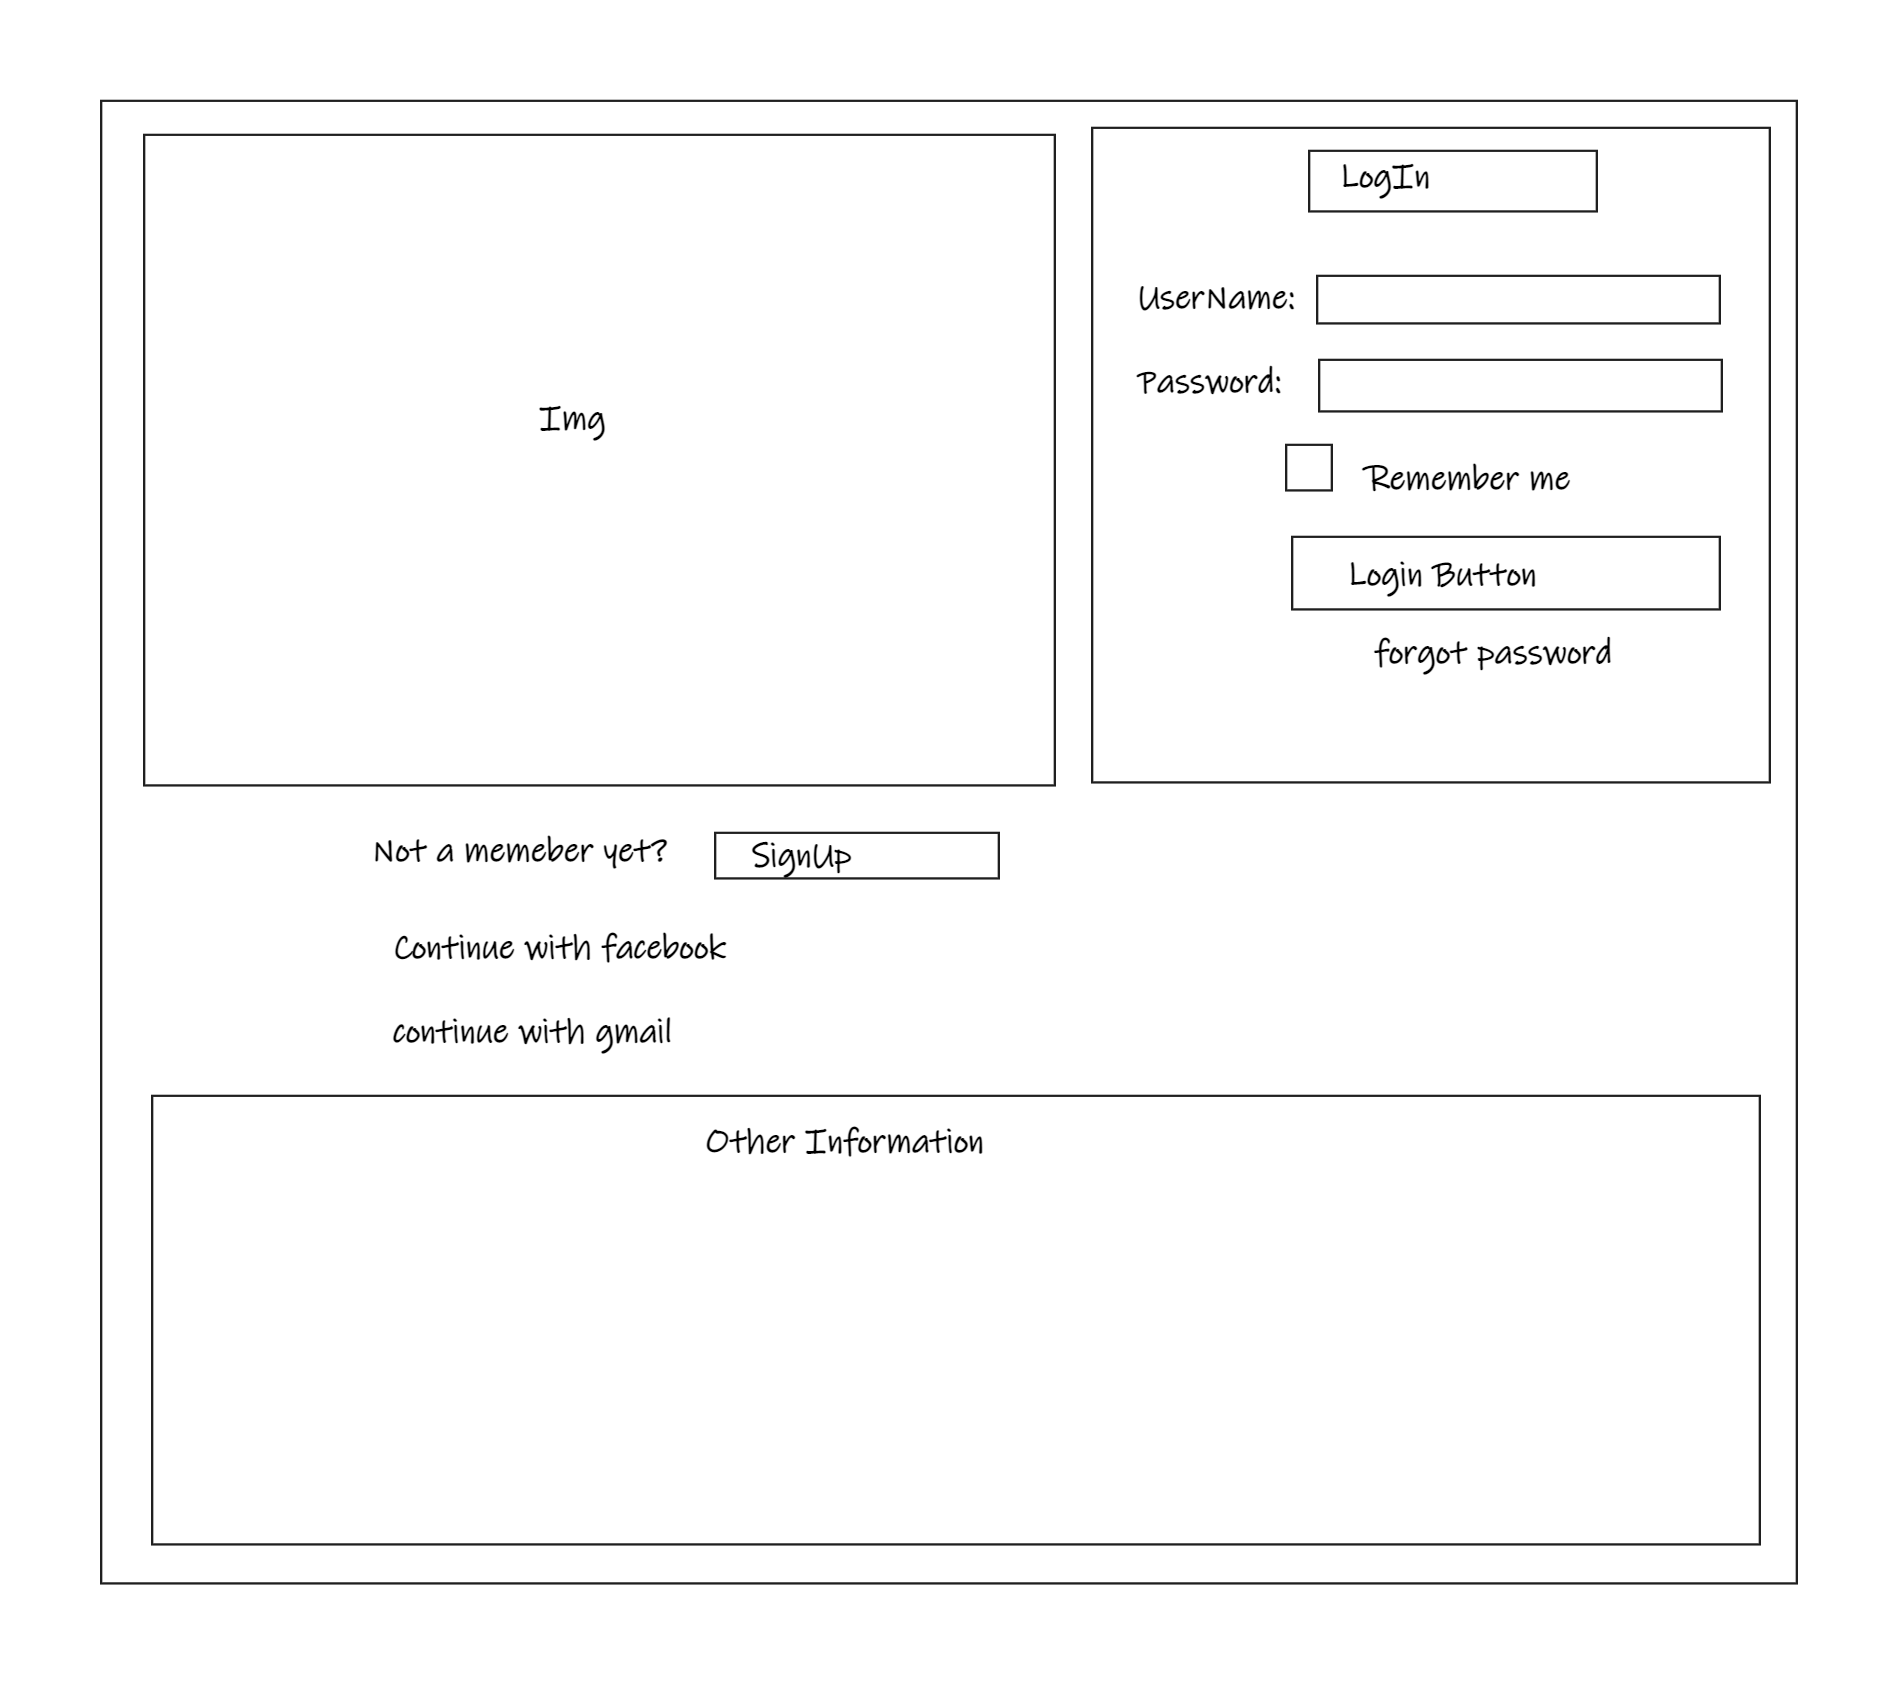 Img
LogIn
UserName:
Password:
Remember me
Login Button
forgot password
Not a memeber yet? SignUp
Continue with facebook
continue with gmail
Other Information